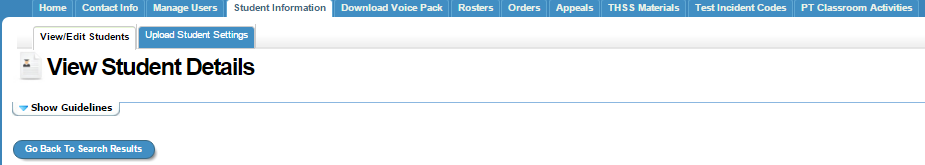 Home Contact Info Manage Users Student Information Download Voice Pack Rosters Orders Appeals THSS Materials Test Incident Codes PT Classroom Activities
View/Edit Students Upload Student Settings
View Student Details
Show Guidelines
Go Back To Search Results